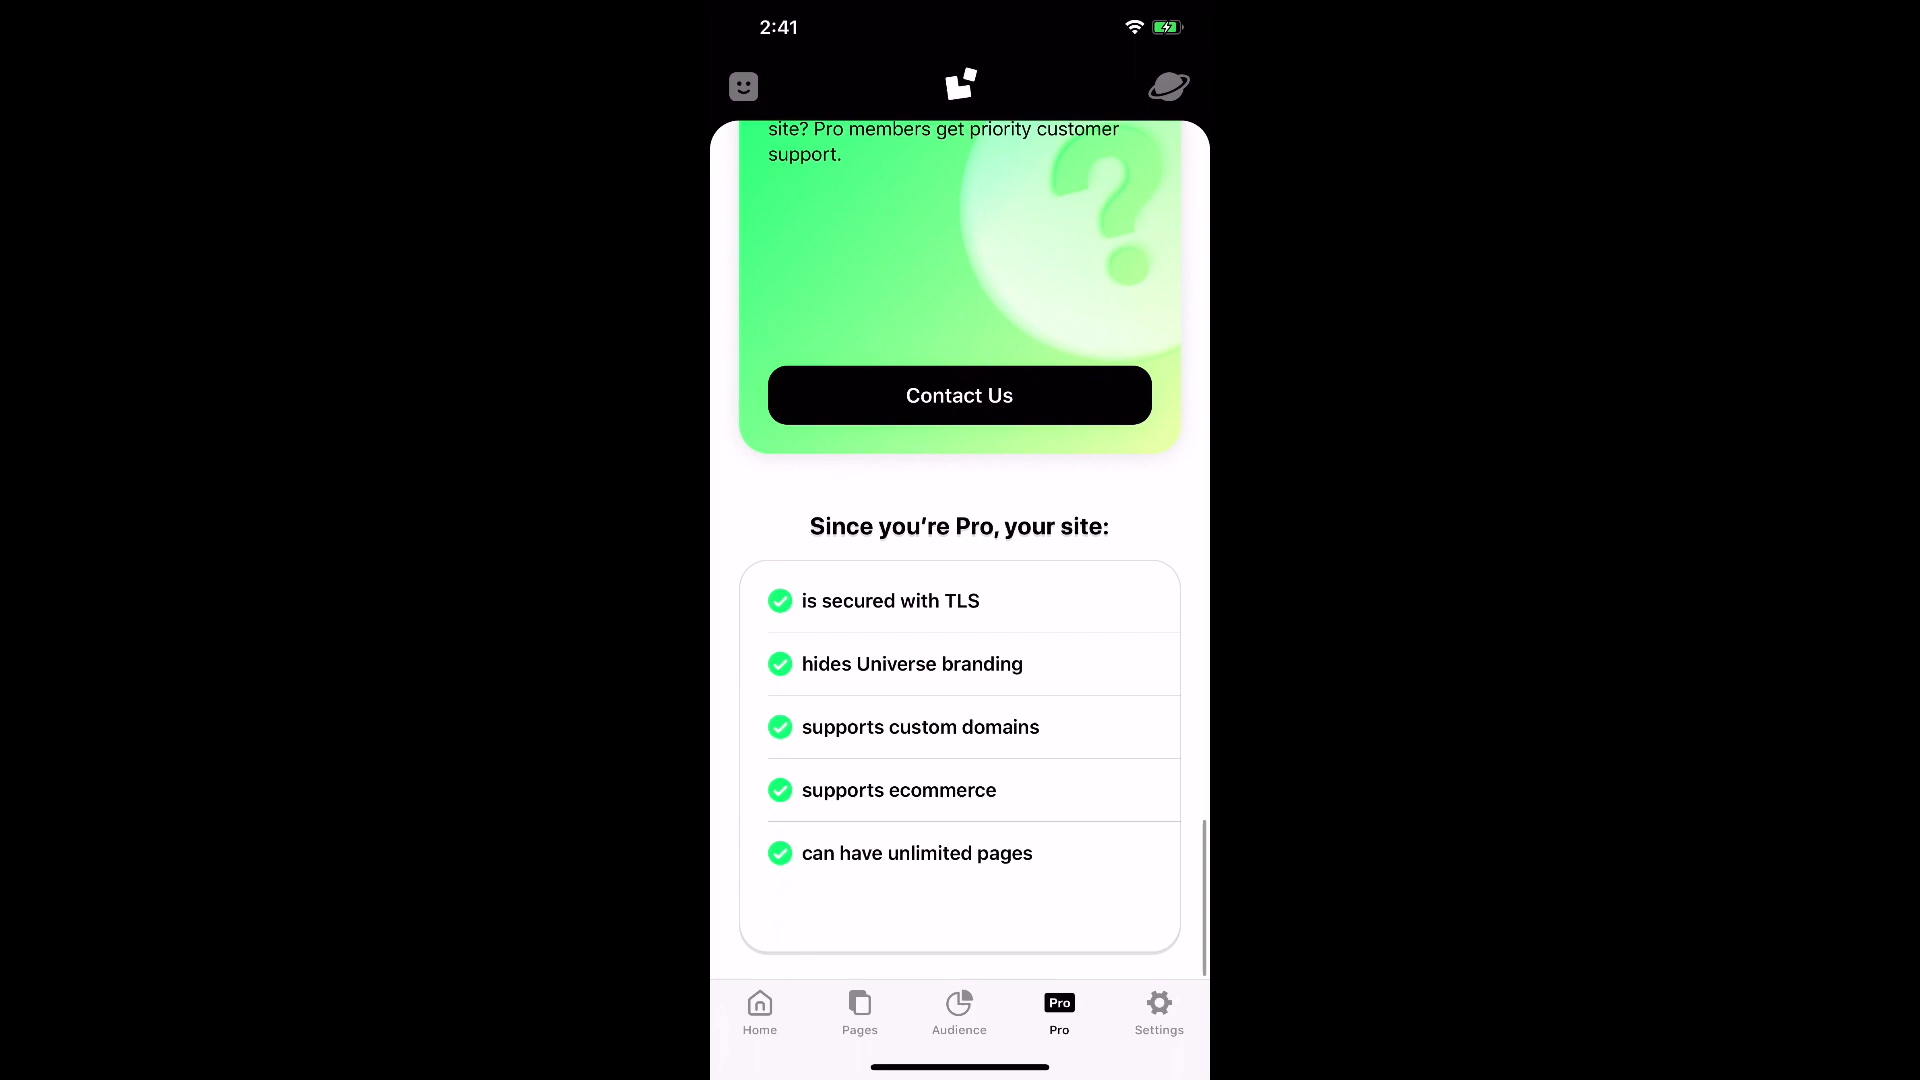 2:41
site? Pro members get priority customer
support.
Contact Us
Since you’re Pro, your site:
is secured with TLS
hides Universe branding
supports custom domains
supports ecommerce
can have unlimited pages
Pro
Home
Pages
Audience
Pro
Settings